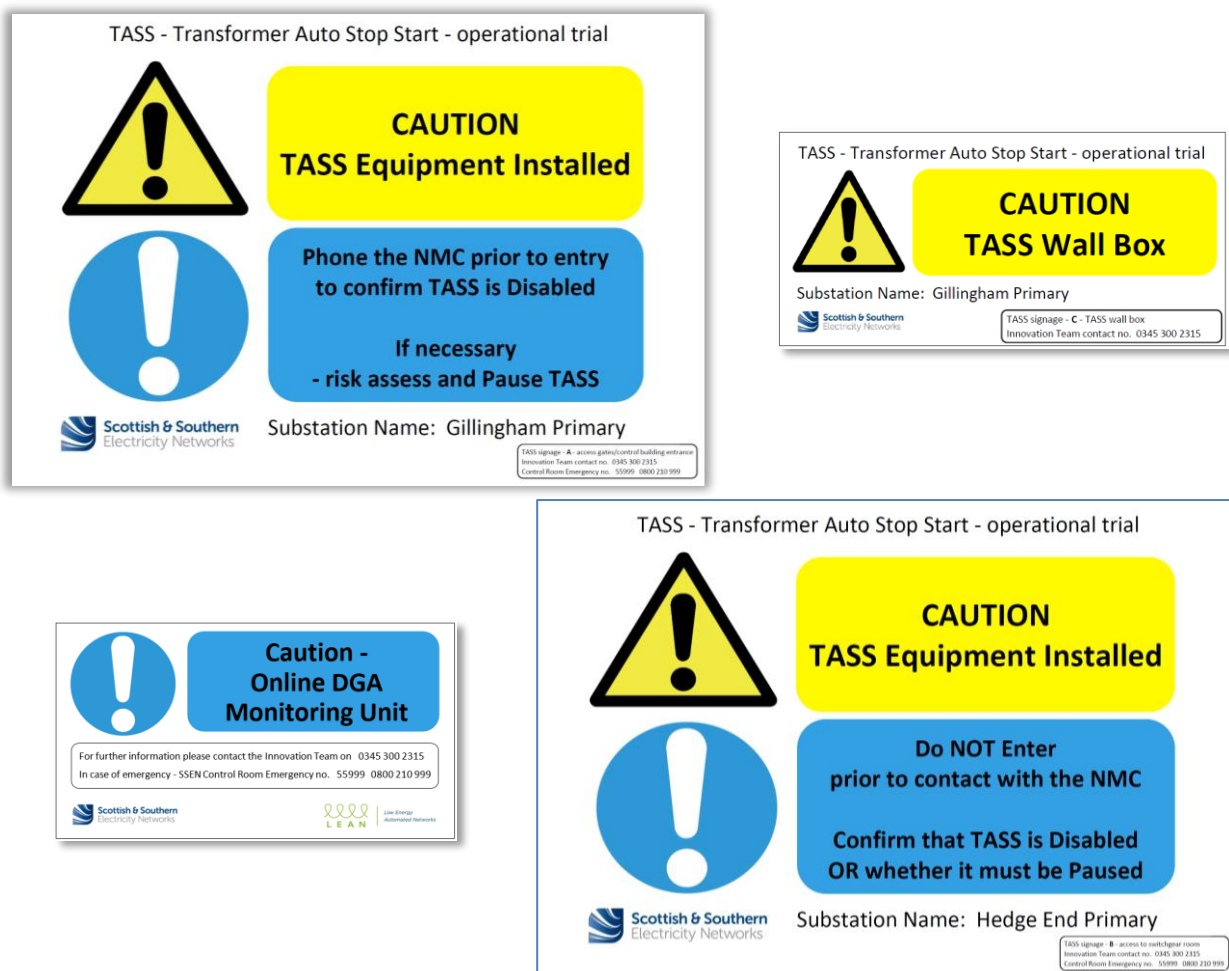 TASS - Transformer Auto Stop Start - operational trial
CAUTION
TASS Equipment Installed
Phone the NMC prior to entry
to confirm TASS is Disabled
If necessary
- risk assess and Pause TASS
Scottish & Southern
Electricity Networks
Substation Name: Gillingham Primary
TASS signage - A - access gates/control building entrance
Innovation Team contact no. 0345 300 2315
Control Room Emergency no. 55999 0800 210 999
TASS - Transformer Auto Stop Start - operational trial
CAUTION
TASS Wall Box
Substation Name: Gillingham Primary
Scottish & Southern
Electricity Networks
TASS signage - C - TASS wall box
Innovation Team contact no. 0345 300 2315
Caution -
Online DGA
Monitoring Unit
For further information please contact the Innovation Team on 0345 300 2315
In case of emergency - SSEN Control Room Emergency no. 55999 0800 210 999
Scottish & Southern
Electricity Networks
LEAN
Low Energy
Automated Networks
TASS - Transformer Auto Stop Start - operational trial
CAUTION
TASS Equipment Installed
Do NOT Enter
prior to contact with the NMC
Confirm that TASS is Disabled
OR whether it must be Paused
Scottish & Southern
Electricity Networks
Substation Name: Hedge End Primary
TASS signage - B - access to switchgear room
Innovation Team contact no. 0345 300 2315
Control Room Emergency no. 55999 0800 210 999